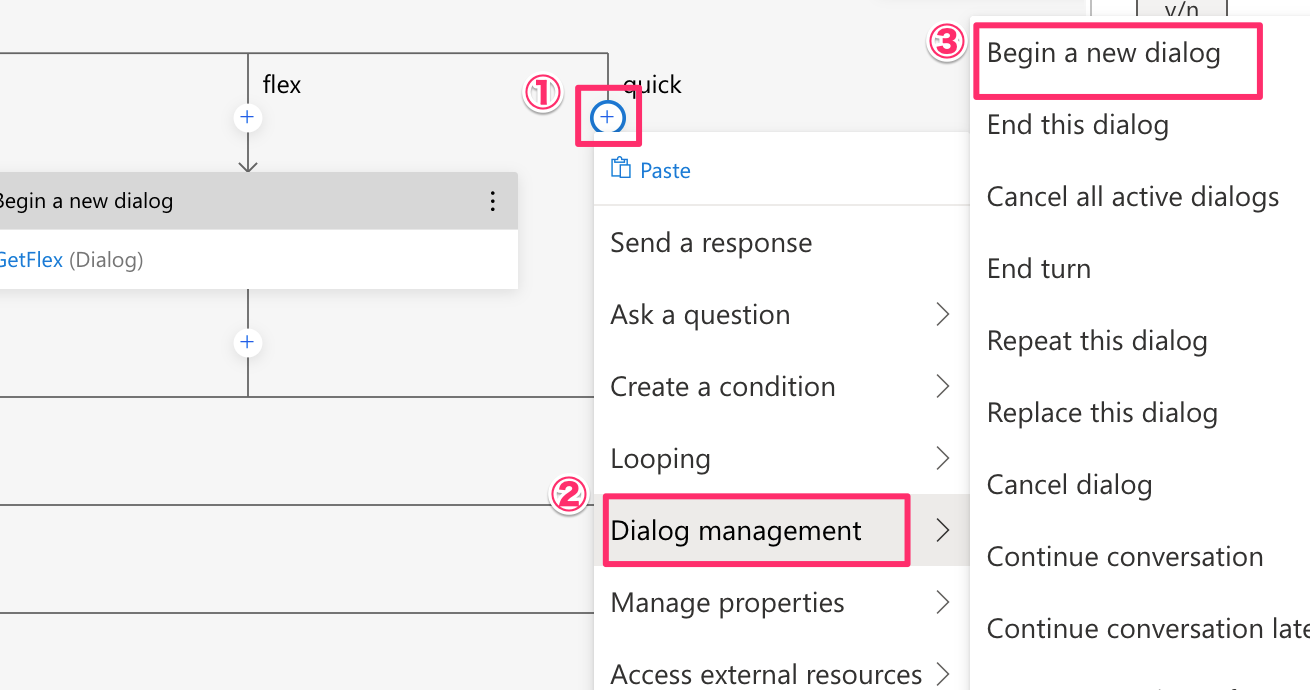 y/n
③
Begin a new dialog
flex
①
quick
End this dialog
Paste
Cancel all active dialogs
Begin a new dialog
Send a response
GetFlex (Dialog)
End turn
Ask a question
Repeat this dialog
Create a condition
Replace this dialog
Looping
Cancel dialog
②
Dialog management
Continue conversation
Manage properties
Continue conversation late
Access external resources